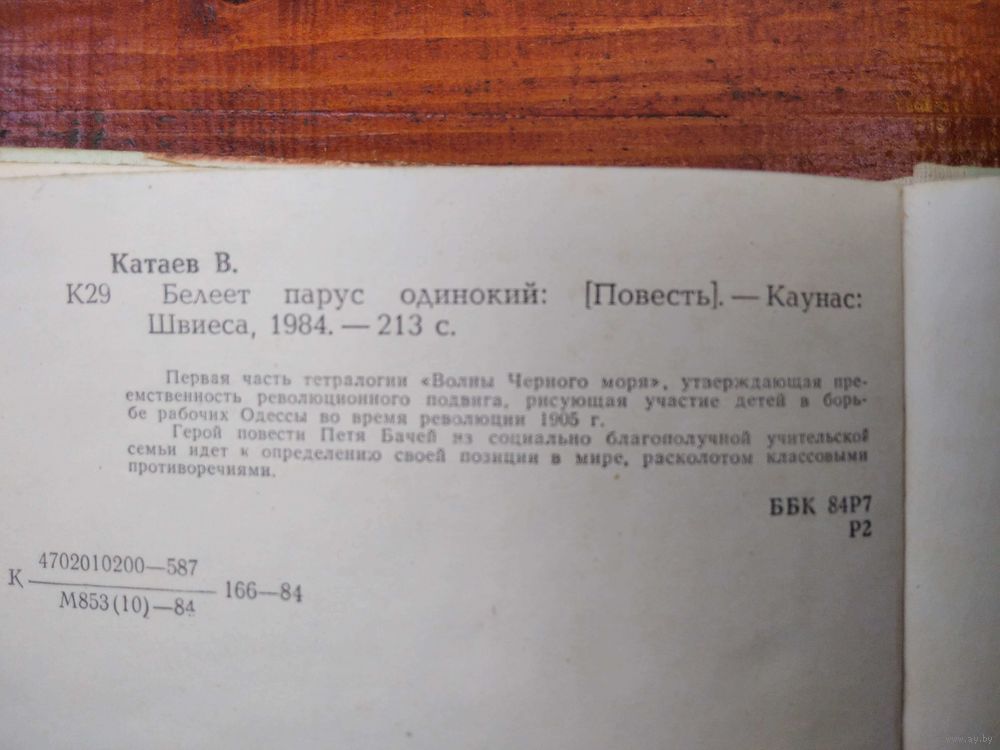 Катаев В.
К29 Белеет парус одинокий: [Повесть]. — Каунас:
Швиеса, 1984. — 213 с.
Первая часть тетралогии «Волны Черного моря», утверждающая пре-
емственность революционного подвига, рисующая участие детей в борь-
бе рабочих Одессы во время революции 1905 г.
Герой повести Петя Бачей из социально благополучной учительской
семьи идет к определению своей позиции в мире, расколотом классовыми
противоречиями.
ББК 84Р7
Р2
4702010200—587
К 166—84
М853(10)—84
www.ay.by